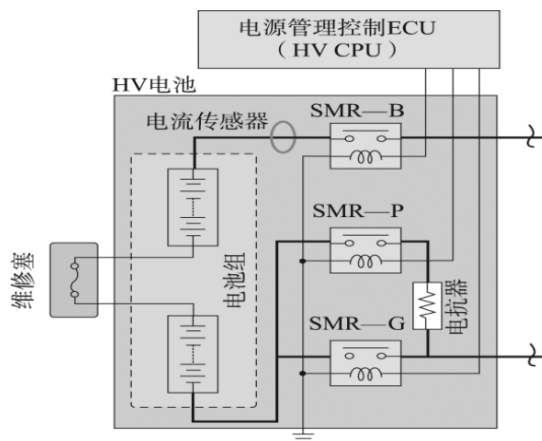 电源管理控制ECU
（HV CPU）
HV电池
电流传感器
SMR—B
SMR—P
维修塞
电池组
电抗器
SMR—G